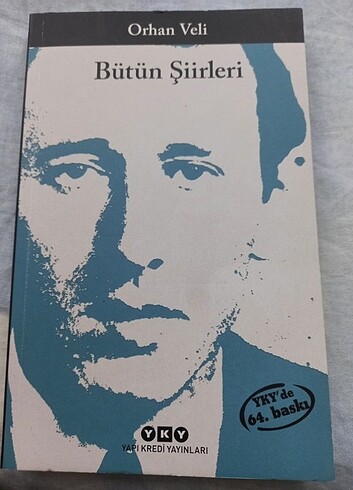 Orhan Veli
Bütün Şiirleri
YKY'de
64. baskı
YKY
YAPI KREDİ YAYINLARI